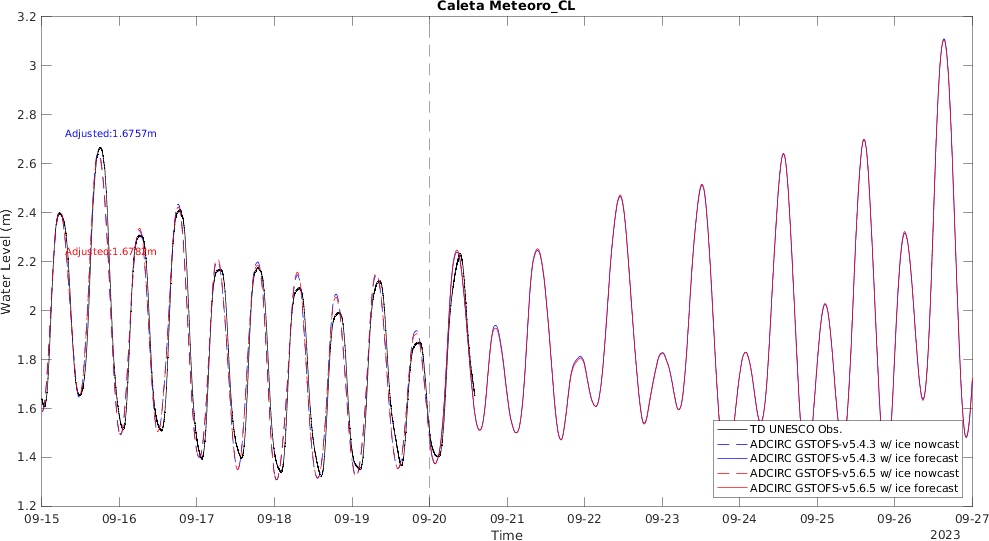 Caleta Meteoro_CL
3.2
3
2.8
2.6
2.4
2.2
2
1.8
1.6
1.4
1.2
Water Level (m)
Adjusted:1.6757m
Adjusted:1.6782m
TD UNESCO Obs.
ADCIRC GSTOFS-v5.4.3 w/ ice nowcast
ADCIRC GSTOFS-v5.4.3 w/ ice forecast
ADCIRC GSTOFS-v5.6.5 w/ ice nowcast
ADCIRC GSTOFS-v5.6.5 w/ ice forecast
09-15 09-16 09-17 09-18 09-19 09-20 09-21 09-22 09-23 09-24 09-25 09-26 09-27
Time
2023